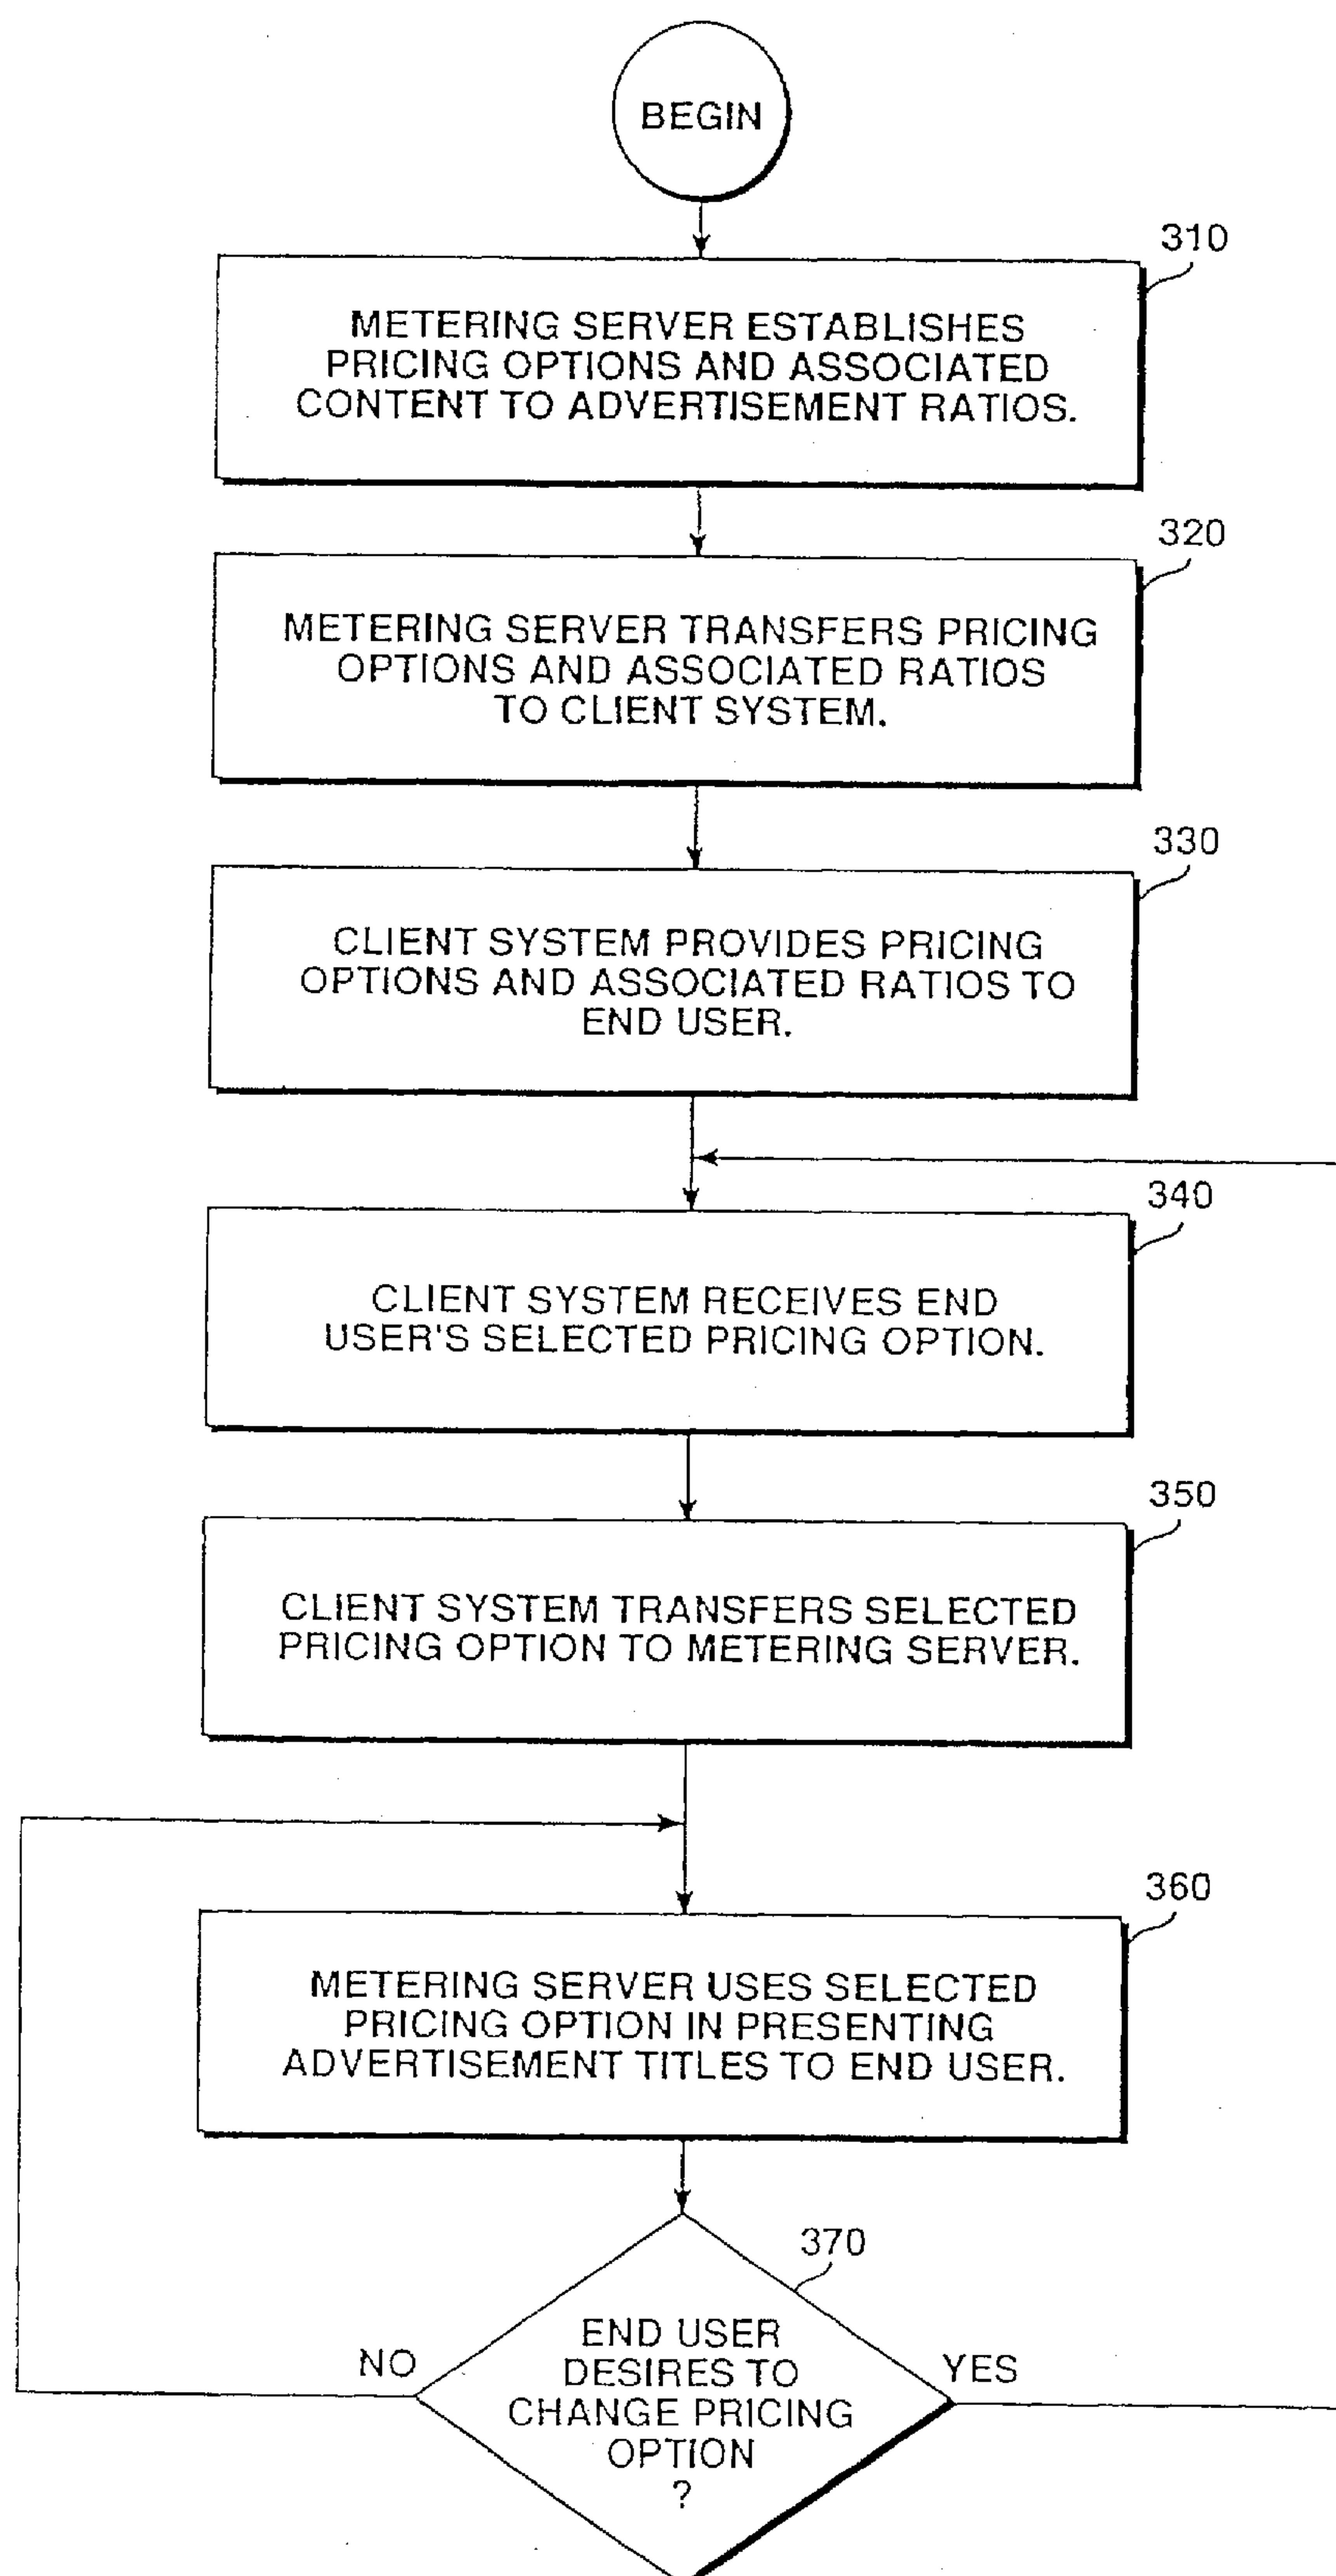 BEGIN
310
METERING SERVER ESTABLISHES
PRICING OPTIONS AND ASSOCIATED
CONTENT TO ADVERTISEMENT RATIOS.
320
METERING SERVER TRANSFERS PRICING
OPTIONS AND ASSOCIATED RATIOS
TO CLIENT SYSTEM.
330
CLIENT SYSTEM PROVIDES PRICING
OPTIONS AND ASSOCIATED RATIOS TO
END USER.
340
CLIENT SYSTEM RECEIVES END
USER'S SELECTED PRICING OPTION.
350
CLIENT SYSTEM TRANSFERS SELECTED
PRICING OPTION TO METERING SERVER.
360
METERING SERVER USES SELECTED
PRICING OPTION IN PRESENTING
ADVERTISEMENT TITLES TO END USER.
370
NO
END USER
DESIRES TO
CHANGE PRICING
OPTION
?
YES